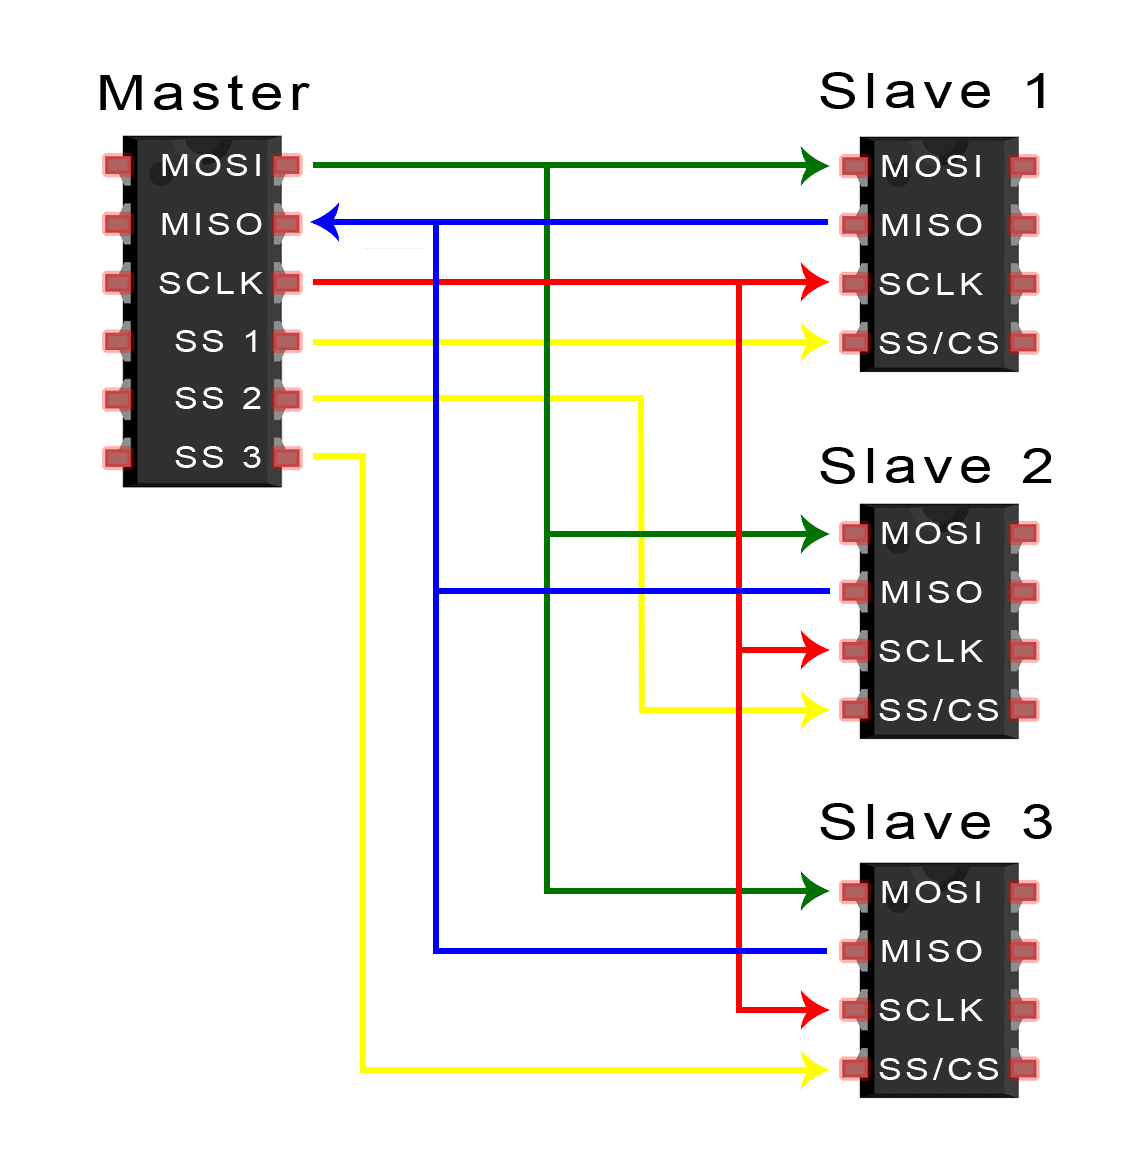 Master
MOSI
MISO
SCLK
SS 1
SS 2
SS 3
Slave 1
MOSI
MISO
SCLK
SS/CS
Slave 2
MOSI
MISO
SCLK
SS/CS
Slave 3
MOSI
MISO
SCLK
SS/CS